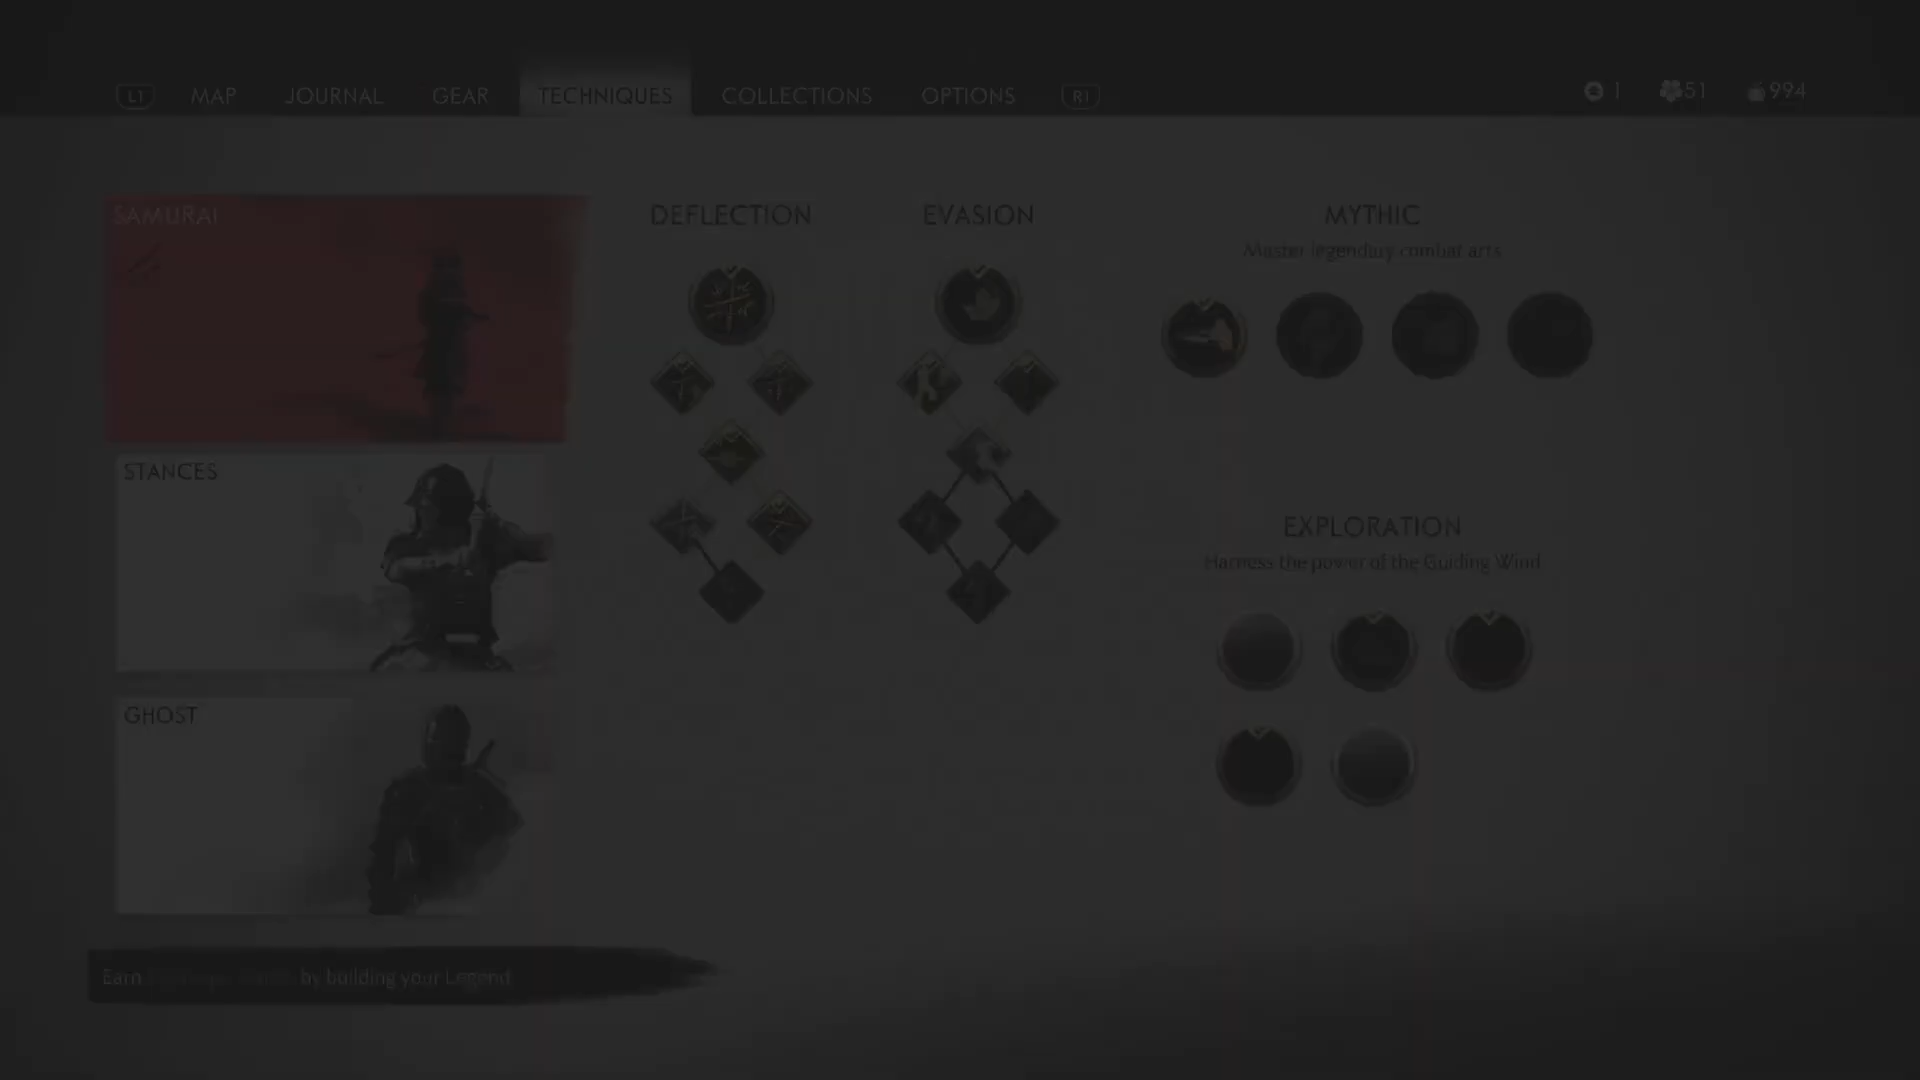 L1 MAP JOURNAL GEAR TECHNIQUES COLLECTIONS OPTIONS R1 1 51 994
SAMURAI
DEFLECTION EVASION MYTHIC
Master legendary combat arts
STANCES
EXPLORATION
Harness the power of the Guiding Wind
GHOST
Earn by building your Legend